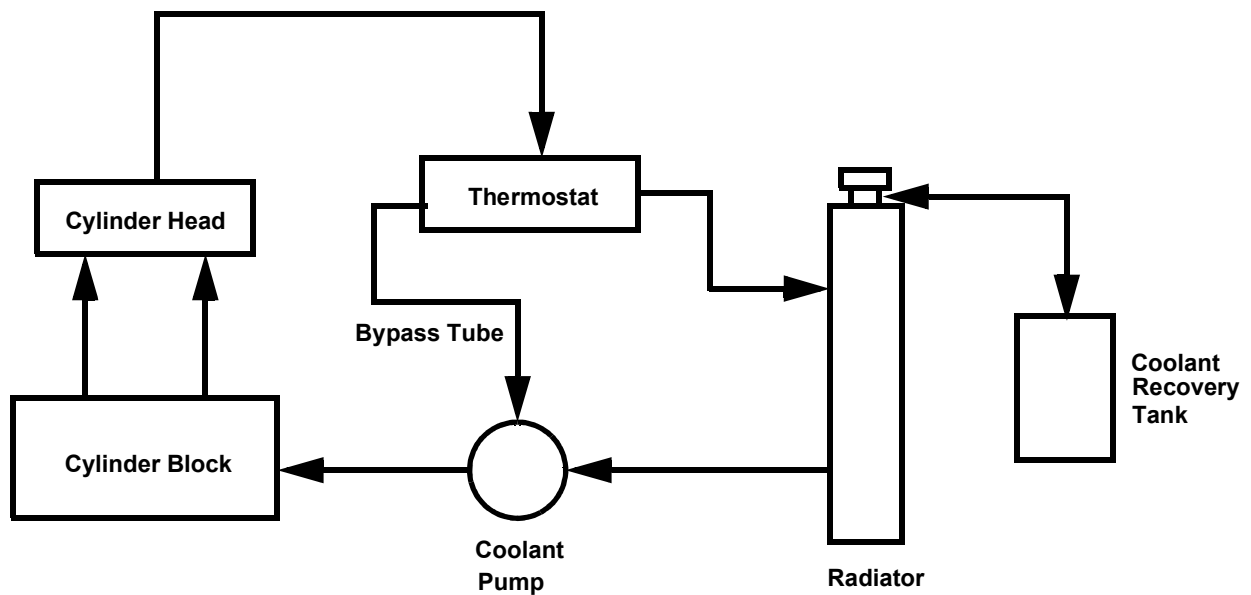 Thermostat
Cylinder Head
Bypass Tube
Coolant
Recovery
Tank
Cylinder Block
Coolant
Pump
Radiator